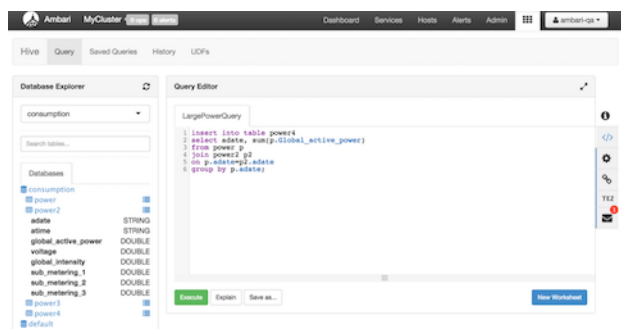 Ambari MyCluster 0 ops 0 alerts Dashboard Services Hosts Alerts Admin ambari-qa
Hive Query Saved Queries History UDFs
Database Explorer
consumption
Search tables...
Databases
consumption
power
power2
adate STRING
atime STRING
global_active_power DOUBLE
voltage DOUBLE
global_intensity DOUBLE
sub_metering_1 DOUBLE
sub_metering_2 DOUBLE
sub_metering_3 DOUBLE
power3
power4
default
Query Editor
LargePowerQuery
1 insert into table power4
2 select adate, sum(p.Global_active_power)
3 from power p
4 join power2 p2
5 on p.adate=p2.adate
6 group by p.adate;
Execute Explain Save as... New Worksheet
TEZ
1